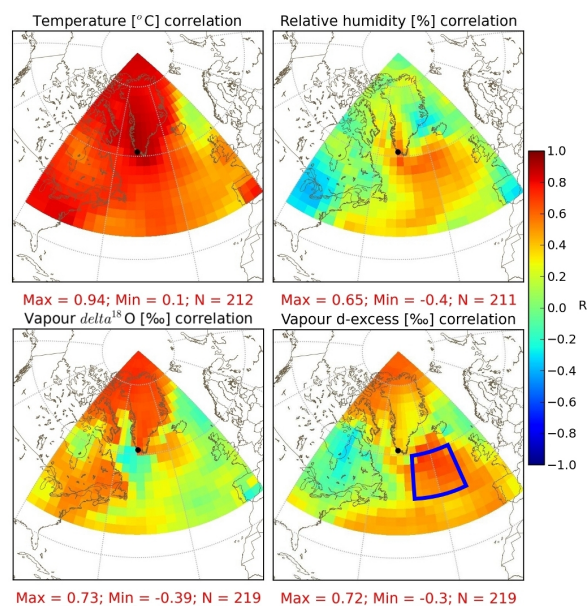 Temperature [°C] correlation
Relative humidity [%] correlation
Max = 0.94; Min = 0.1; N = 212
Max = 0.65; Min = -0.4; N = 211
Vapour delta¹⁸O [‰] correlation
Vapour d-excess [‰] correlation
Max = 0.73; Min = -0.39; N = 219
Max = 0.72; Min = -0.3; N = 219
1.0
0.8
0.6
0.4
0.2
0.0
−0.2
−0.4
−0.6
−0.8
−1.0
R